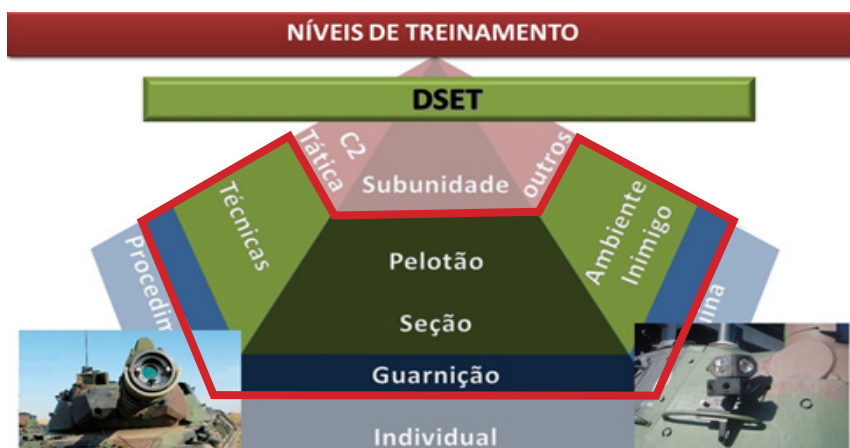 NÍVEIS DE TREINAMENTO
DSET
C2
Tática
outros
Subunidade
Técnicas
Ambiente
Inimigo
Pelotão
Seção
Guarnição
Individual